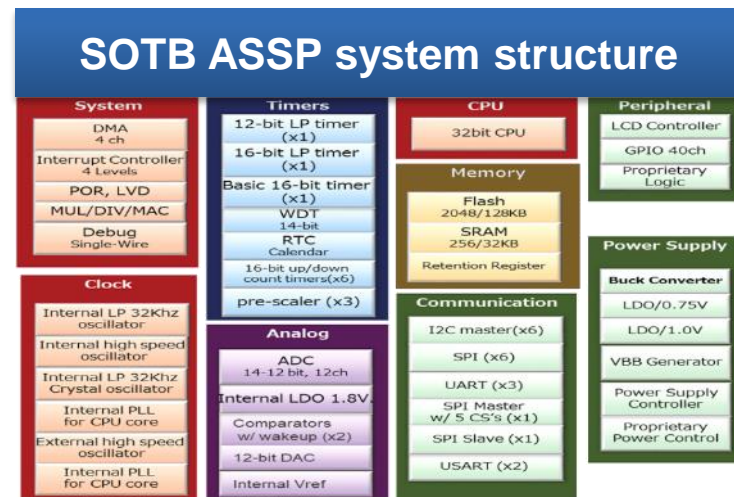 SOTB ASSP system structure
System
DMA
4 ch
Interrupt Controller
4 Levels
POR, LVD
MUL/DIV/MAC
Debug
Single-Wire
Clock
Internal LP 32Khz
oscillator
Internal high speed
oscillator
Internal LP 32Khz
Crystal oscillator
Internal PLL
for CPU core
External high speed
oscillator
Internal PLL
for CPU core
Timers
12-bit LP timer
(x1)
16-bit LP timer
(x1)
Basic 16-bit timer
(x1)
WDT
14-bit
RTC
Calendar
16-bit up/down
count timers(x6)
pre-scaler (x3)
Analog
ADC
14-12 bit, 12ch
Internal LDO 1.8V.
Comparators
w/ wakeup (x2)
12-bit DAC
Internal Vref
CPU
32bit CPU
Memory
Flash
2048/128KB
SRAM
256/32KB
Retention Register
Communication
I2C master(x6)
SPI (x6)
UART (x3)
SPI Master
w/ 5 CS's (x1)
SPI Slave (x1)
USART (x2)
Peripheral
LCD Controller
GPIO 40ch
Proprietary
Logic
Power Supply
Buck Converter
LDO/0.75V
LDO/1.0V
VBB Generator
Power Supply
Controller
Proprietary
Power Control